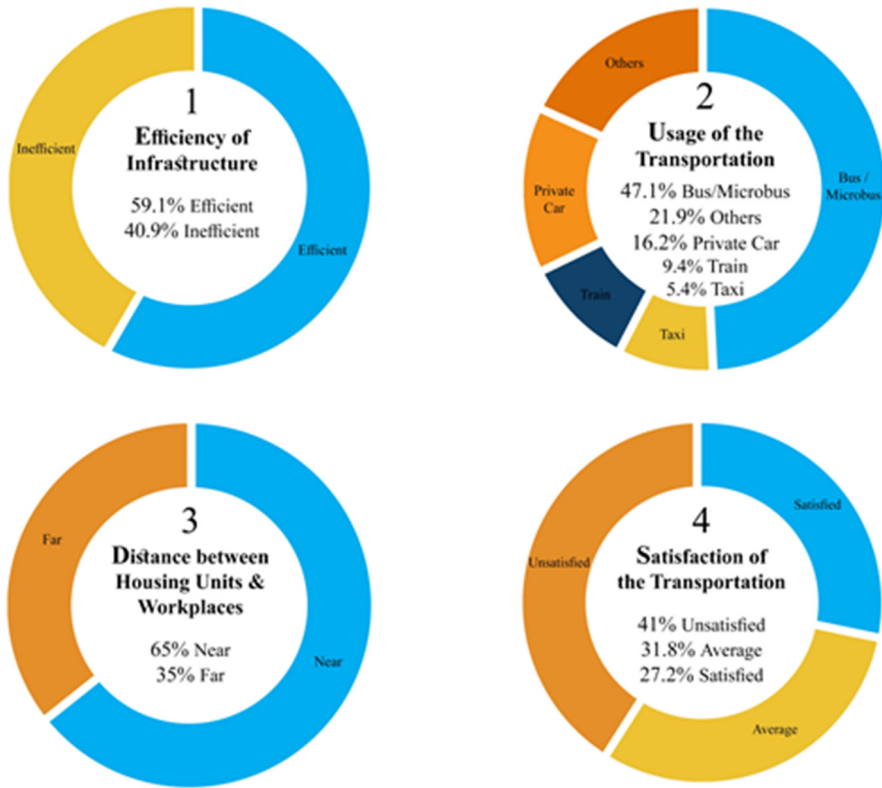 1
Efficiency of
Infrastructure
59.1% Efficient
40.9% Inefficient
Inefficient
Efficient
2
Usage of the
Transportation
47.1% Bus/Microbus
21.9% Others
16.2% Private Car
9.4% Train
5.4% Taxi
Others
Private
Car
Train
Taxi
Bus /
Microbus
3
Distance between
Housing Units &
Workplaces
65% Near
35% Far
Far
Near
4
Satisfaction of
the Transportation
41% Unsatisfied
31.8% Average
27.2% Satisfied
Satisfied
Unsatisfied
Average